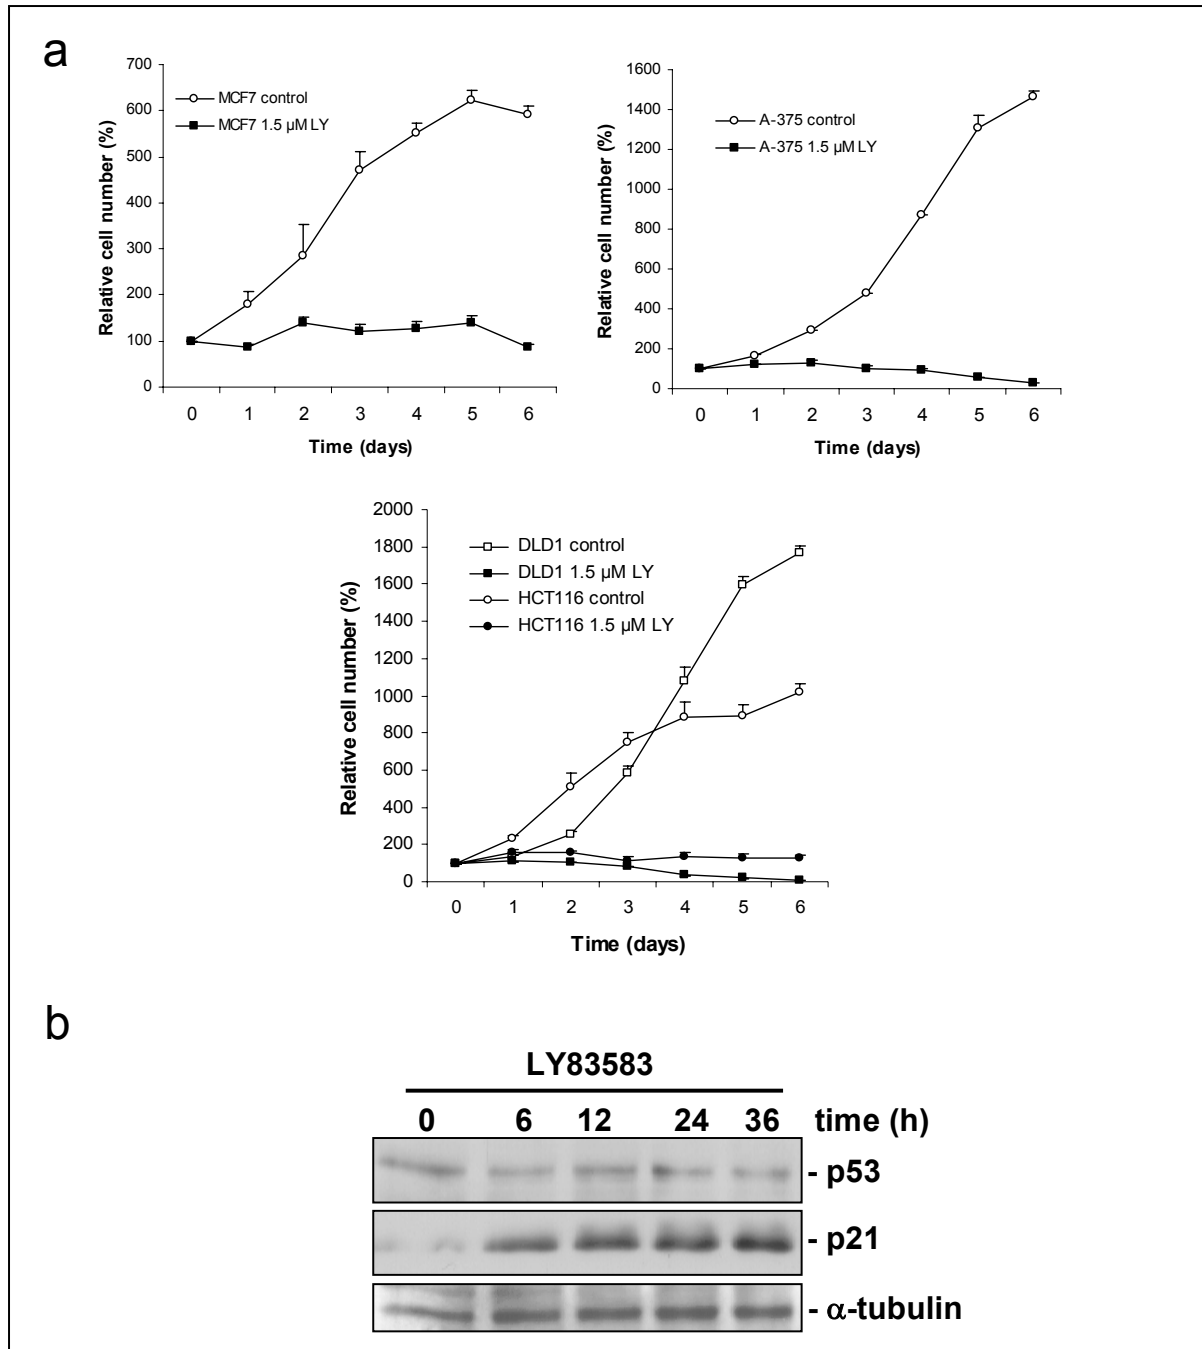 a
700
600
500
400
300
200
100
0
MCF7 control
MCF7 1.5 µM LY
Relative cell number (%)
0 1 2 3 4 5 6
Time (days)
1600
1400
1200
1000
800
600
400
200
0
A-375 control
A-375 1.5 µM LY
Relative cell number (%)
0 1 2 3 4 5 6
Time (days)
2000
1800
1600
1400
1200
1000
800
600
400
200
0
DLD1 control
DLD1 1.5 µM LY
HCT116 control
HCT116 1.5 µM LY
Relative cell number (%)
0 1 2 3 4 5 6
Time (days)
b
LY83583
0 6 12 24 36 time (h)
- p53
- p21
- α-tubulin